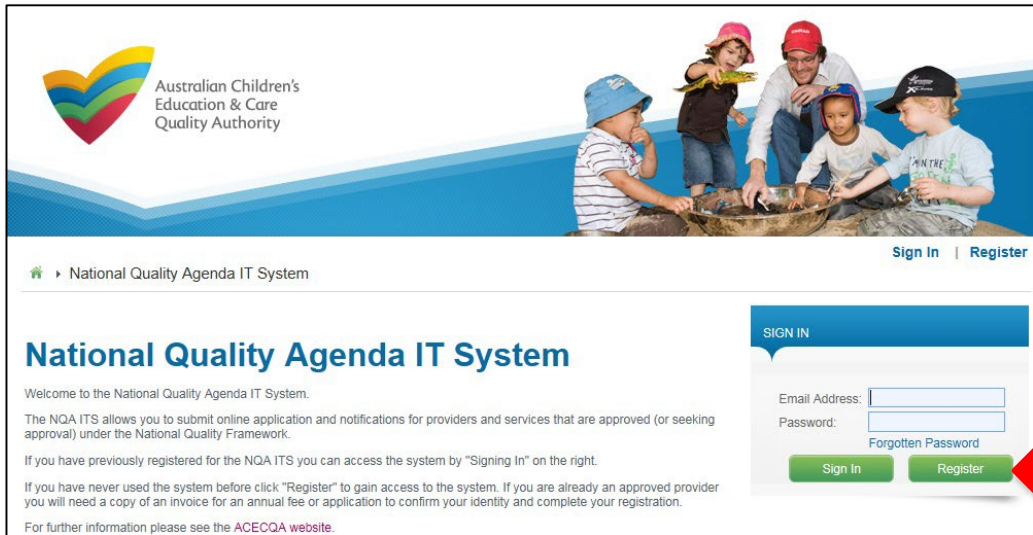 Australian Children's
Education & Care
Quality Authority
Sign In | Register
National Quality Agenda IT System
SIGN IN
National Quality Agenda IT System
Welcome to the National Quality Agenda IT System.
Email Address:
The NQA ITS allows you to submit online application and notifications for providers and services that are approved (or seeking
approval) under the National Quality Framework.
Password:
Forgotten Password
If you have previously registered for the NQA ITS you can access the system by "Signing In" on the right.
Sign In Register
If you have never used the system before click "Register" to gain access to the system. If you are already an approved provider
you will need a copy of an invoice for an annual fee or application to confirm your identity and complete your registration.
For further information please see the ACECQA website.